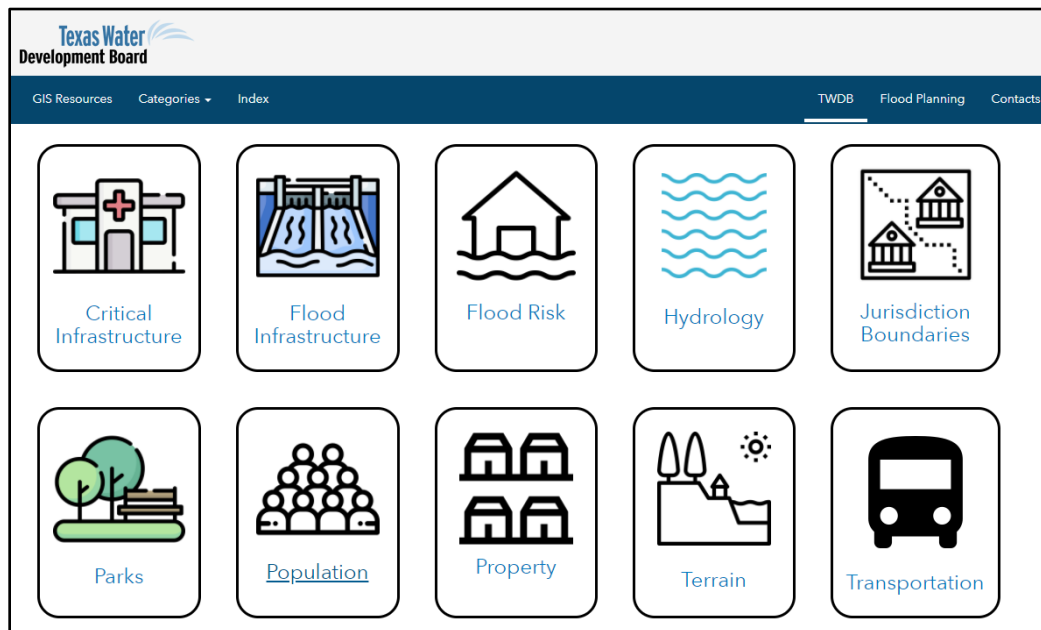 Texas Water
Development Board
GIS Resources Categories Index TWDB Flood Planning Contacts
Critical
Infrastructure
Flood
Infrastructure
Flood Risk
Hydrology
Jurisdiction
Boundaries
Parks
Population
Property
Terrain
Transportation